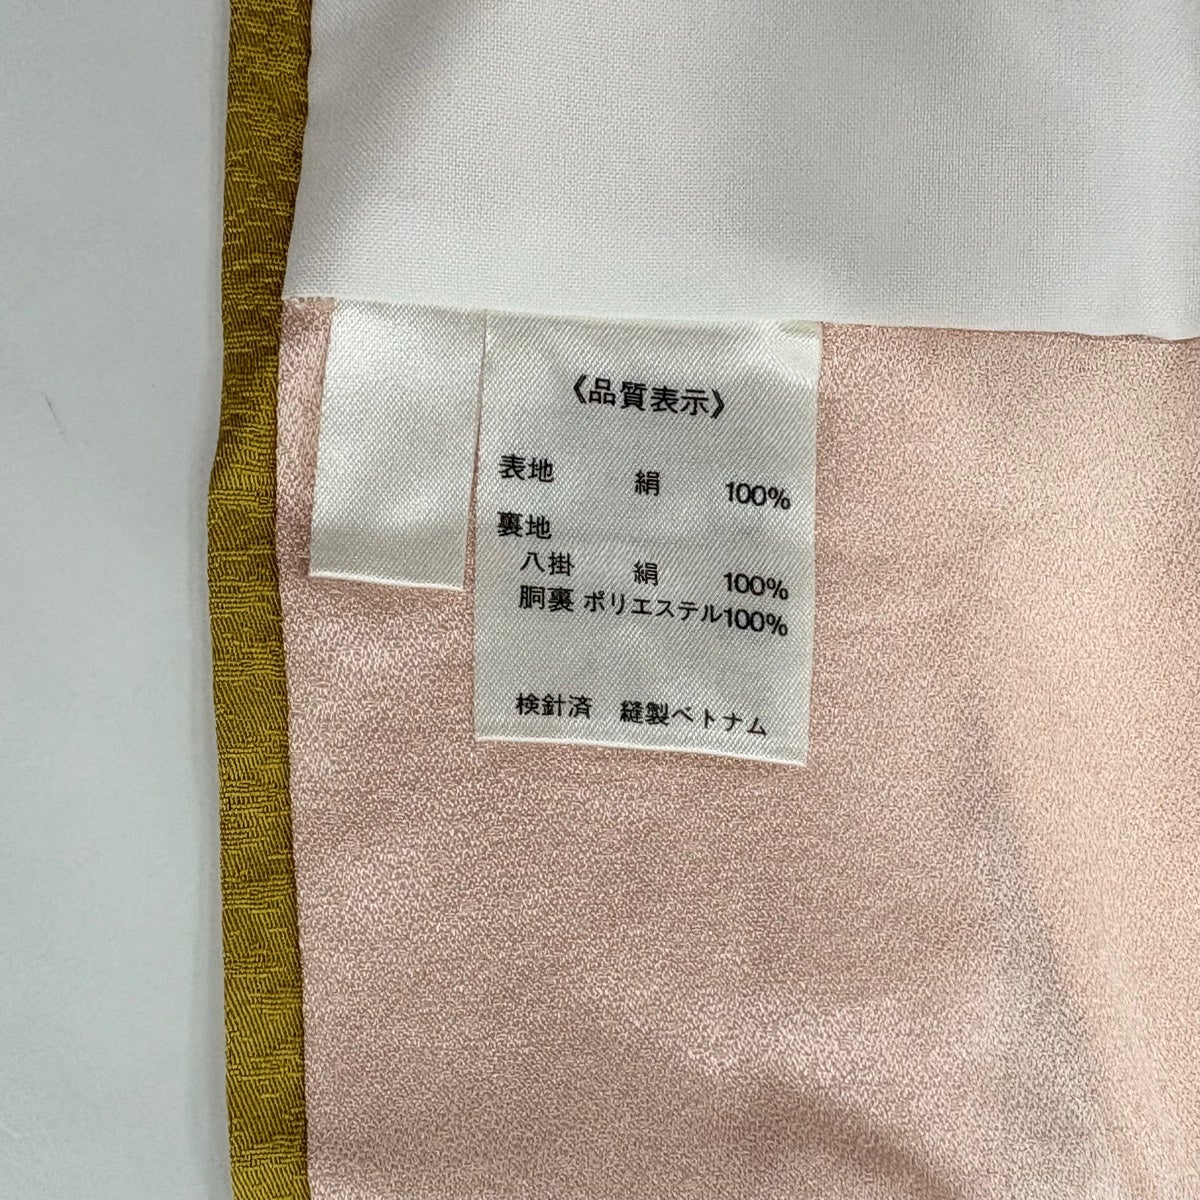 《品質表示》
表地 絹 100%
裏地
八掛 絹 100%
胴裏 ポリエステル100%
検針済 縫製ベトナム